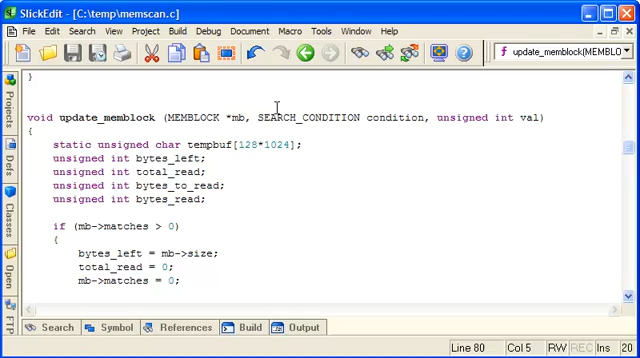 SlickEdit - [C:\temp\memscan.c]
File Edit Search View Project Build Debug Document Macro Tools Window Help
update_memblock(MEMBLO
}
void update_memblock (MEMBLOCK *mb, SEARCH_CONDITION condition, unsigned int val)
{
static unsigned char tempbuf[128*1024];
unsigned int bytes_left;
unsigned int total_read;
unsigned int bytes_to_read;
unsigned int bytes_read;
if (mb->matches > 0)
{
bytes_left = mb->size;
total_read = 0;
mb->matches = 0;
Projects
Defs
Classes
Open
FTP
Search Symbol References Build Output
Line 80 Col 5 RW REC Ins 20